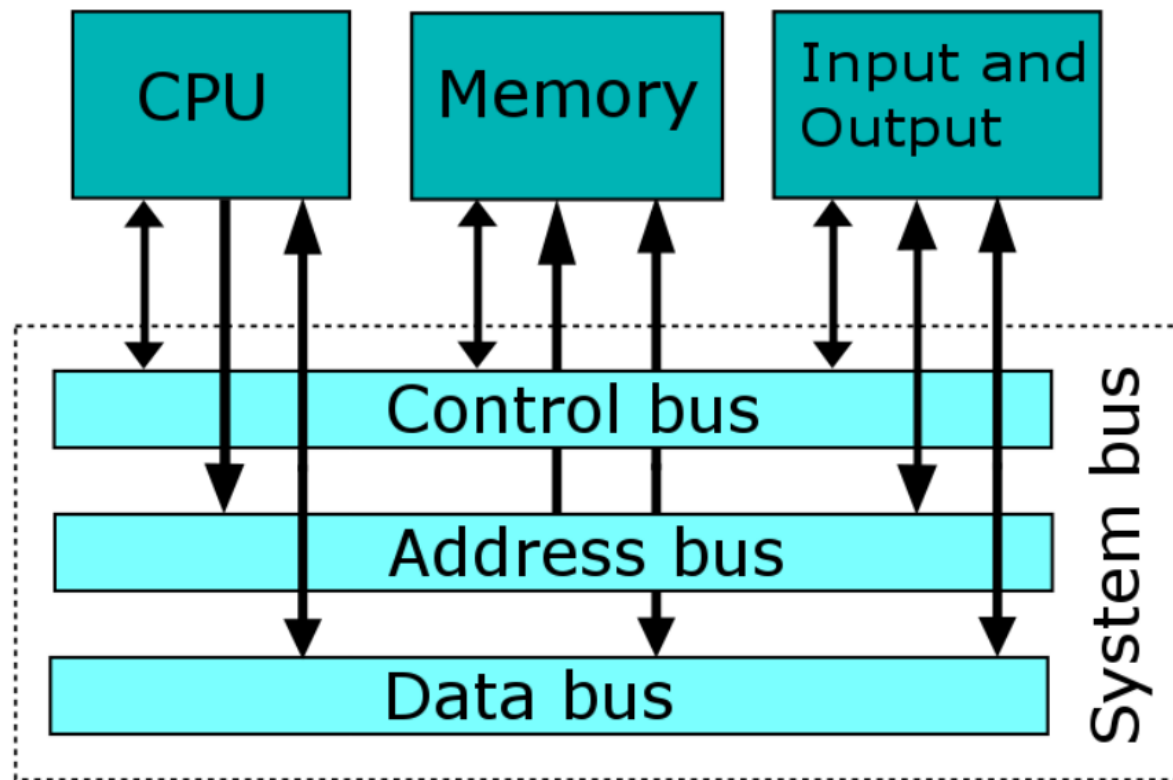 CPU
Memory
Input and
Output
Control bus
Address bus
Data bus
System bus